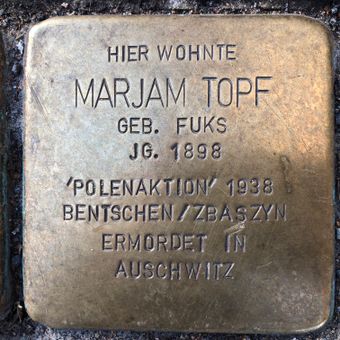 HIER WOHNTE
MARJAM TOPF
GEB. FUKS
JG. 1898
'POLENAKTION' 1938
BENTSCHEN/ZBASZYN
ERMORDET IN
AUSCHWITZ